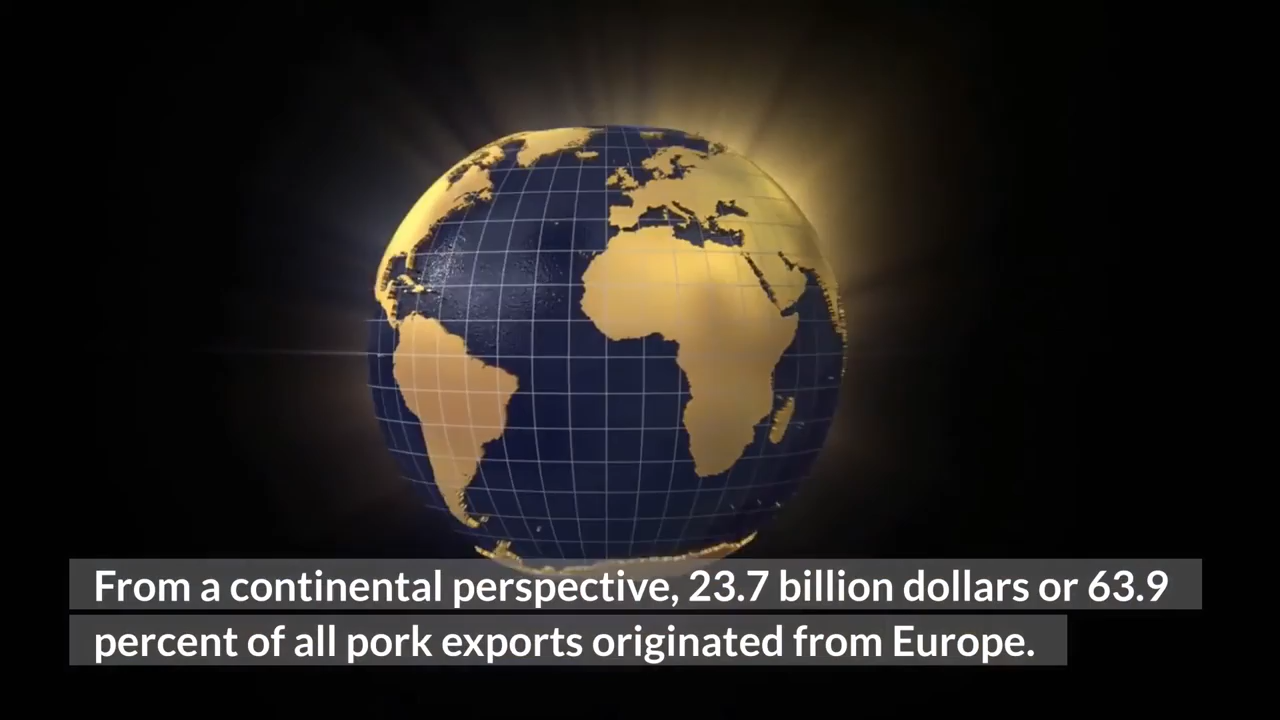 From a continental perspective, 23.7 billion dollars or 63.9
percent of all pork exports originated from Europe.